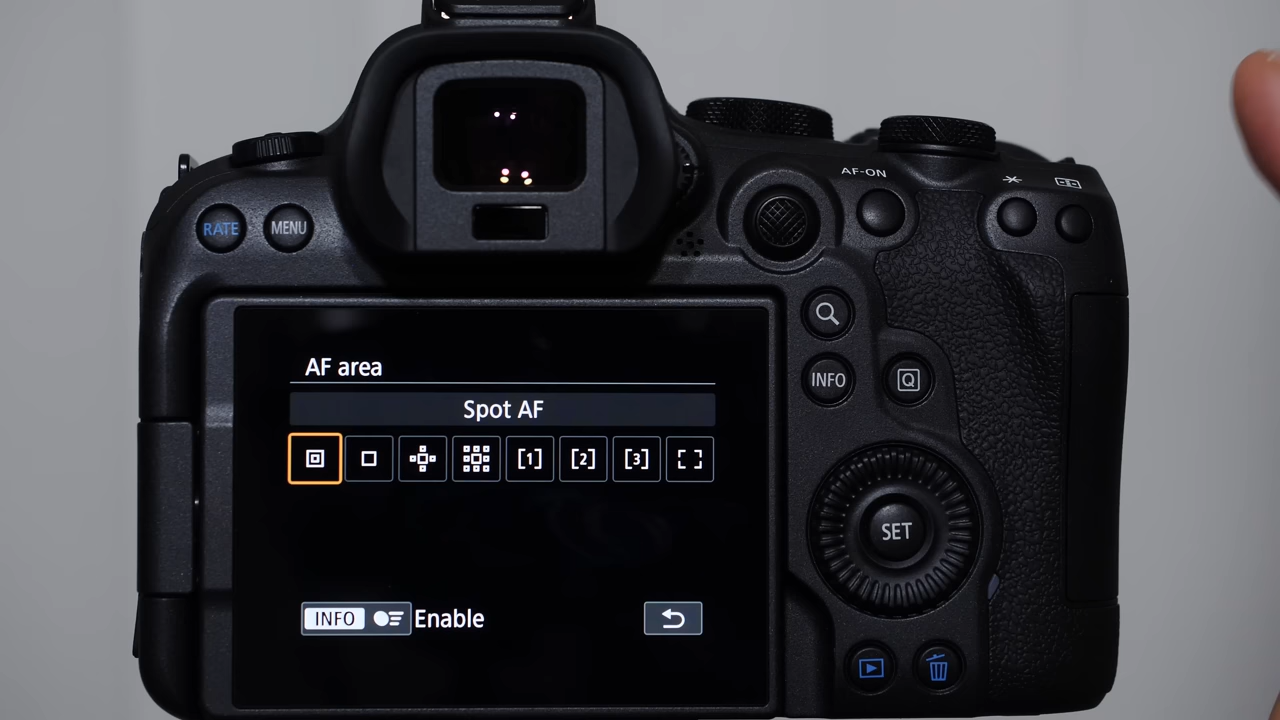 AF-ON
RATE MENU
AF area
INFO Q
Spot AF
[1] [2] [3]
SET
INFO Enable